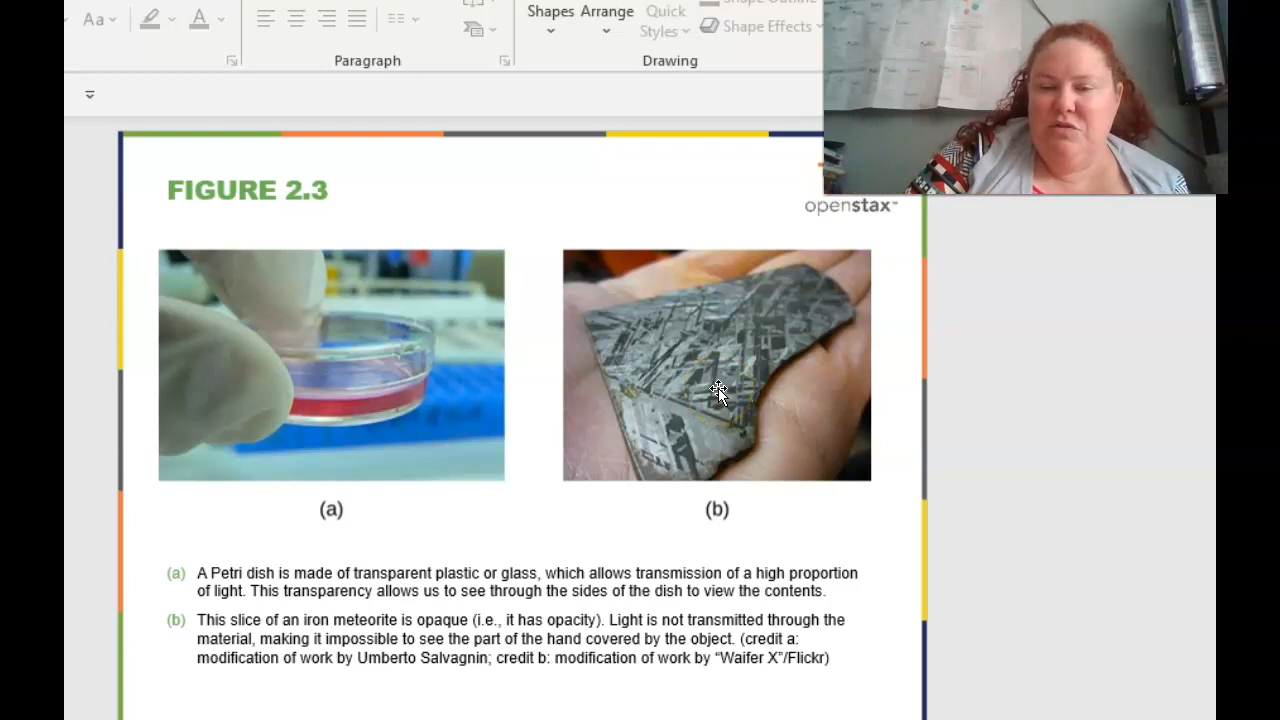 Aa
Shapes Arrange Quick Styles
Shape Outline
Shape Effects
Paragraph
Drawing
FIGURE 2.3
openstax™
(a)
(b)
(a) A Petri dish is made of transparent plastic or glass, which allows transmission of a high proportion
of light. This transparency allows us to see through the sides of the dish to view the contents.
(b) This slice of an iron meteorite is opaque (i.e., it has opacity). Light is not transmitted through the
material, making it impossible to see the part of the hand covered by the object. (credit a:
modification of work by Umberto Salvagnin; credit b: modification of work by “Waifer X”/Flickr)